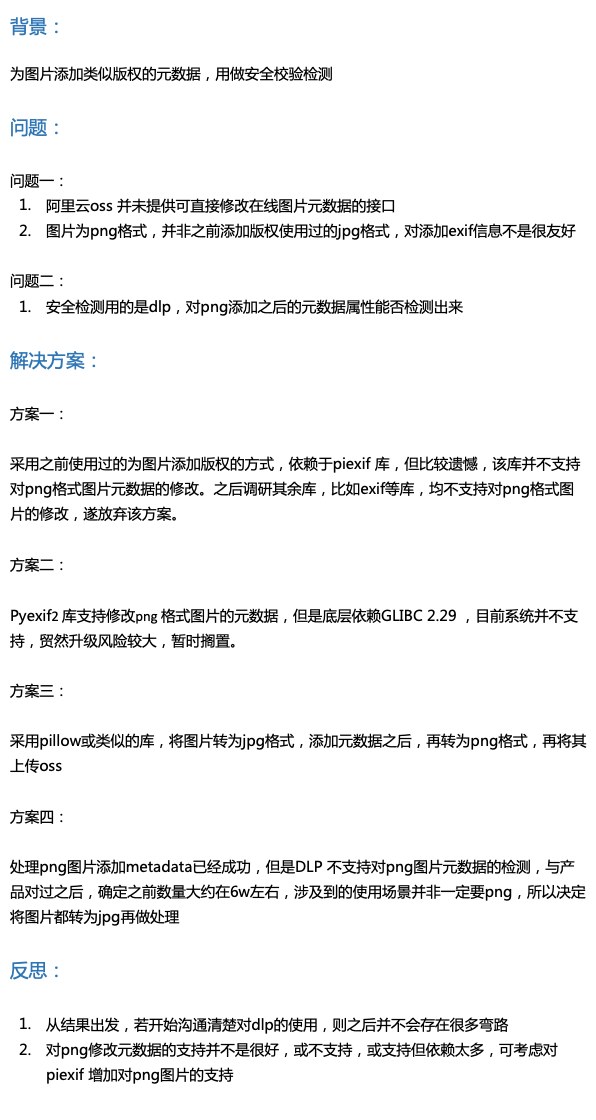 背景：
为图片添加类似版权的元数据，用做安全校验检测
问题：
问题一：
1. 阿里云oss 并未提供可直接修改在线图片元数据的接口
2. 图片为png格式，并非之前添加版权使用过的jpg格式，对添加exif信息不是很友好
问题二：
1. 安全检测用的是dlp，对png添加之后的元数据属性能否检测出来
解决方案：
方案一：
采用之前使用过的为图片添加版权的方式，依赖于piexif 库，但比较遗憾，该库并不支持
对png格式图片元数据的修改。之后调研其余库，比如exif等库，均不支持对png格式图
片的修改，遂放弃该方案。
方案二：
Pyexif2 库支持修改png 格式图片的元数据，但是底层依赖GLIBC 2.29 ，目前系统并不支
持，贸然升级风险较大，暂时搁置。
方案三：
采用pillow或类似的库，将图片转为jpg格式，添加元数据之后，再转为png格式，再将其
上传oss
方案四：
处理png图片添加metadata已经成功，但是DLP 不支持对png图片元数据的检测，与产
品对过之后，确定之前数量大约在6w左右，涉及到的使用场景并非一定要png，所以决定
将图片都转为jpg再做处理
反思：
1. 从结果出发，若开始沟通清楚对dlp的使用，则之后并不会存在很多弯路
2. 对png修改元数据的支持并不是很好，或不支持，或支持但依赖太多，可考虑对
piexif 增加对png图片的支持